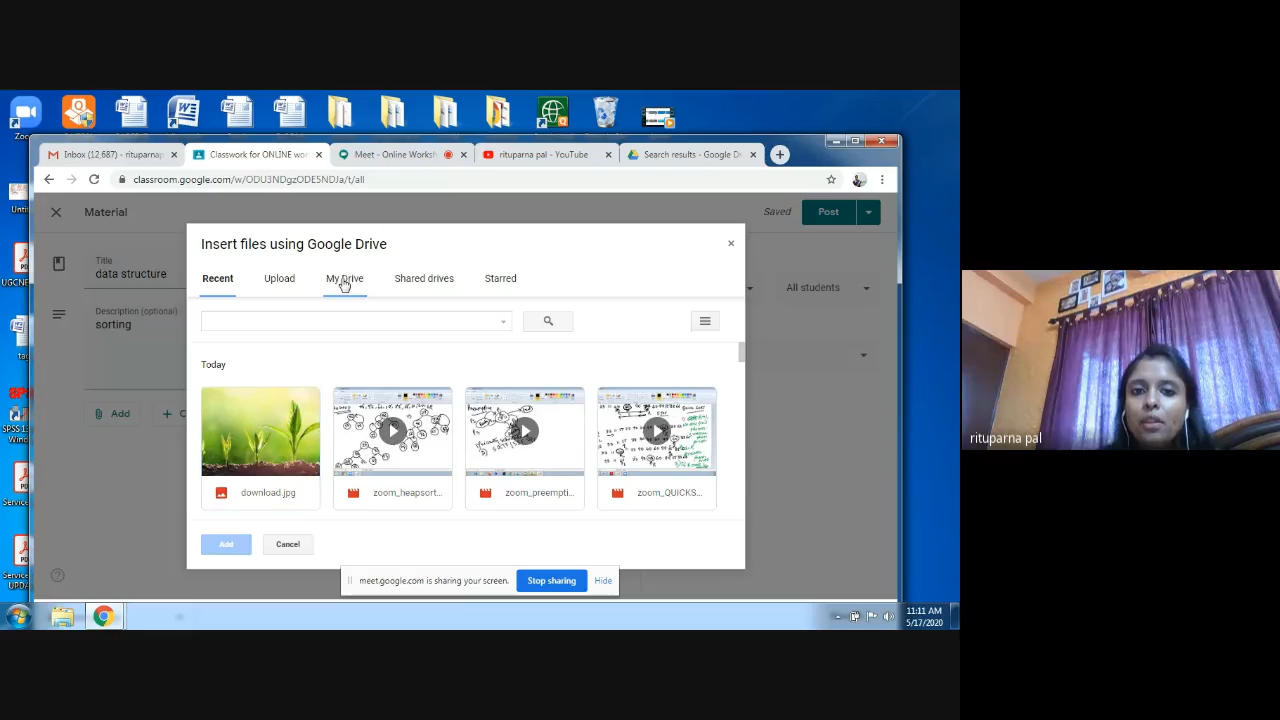 Inbox (12,687) - rituparnap
Classwork for ONLINE wo
Meet - Online Worksh
rituparna pal - YouTube
Search results - Google D
classroom.google.com/w/ODU3NDgzODE5NDJa/t/all
Material
Saved
Post
Title
data structure
Description (optional)
sorting
Add
All students
Insert files using Google Drive
Recent
Upload
My Drive
Shared drives
Starred
Today
download.jpg
zoom_heapsort...
zoom_preempti...
zoom_QUICKS...
Add
Cancel
meet.google.com is sharing your screen.
Stop sharing
Hide
11:11 AM
5/17/2020
rituparna pal